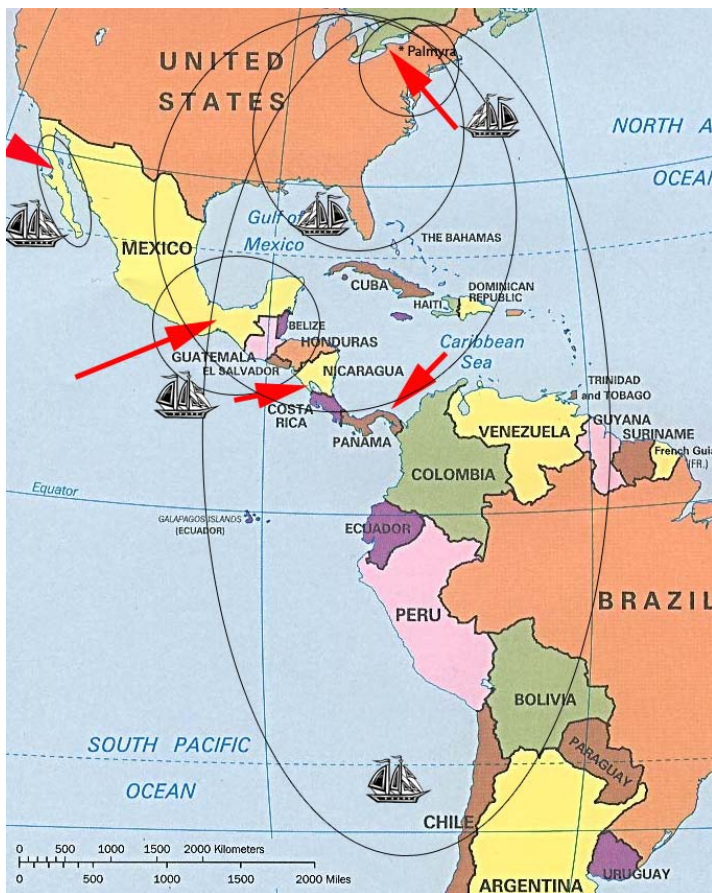 * Palmyra
UNITED
STATES
NORTH A
OCEA
Gulf of
Mexico
THE BAHAMAS
MEXICO
CUBA
DOMINICAN
REPUBLIC
HAITI
BELIZE
HONDURAS
Caribbean
Sea
GUATEMALA
EL SALVADOR
NICARAGUA
TRINIDAD
and TOBAGO
COSTA
RICA
PANAMA
VENEZUELA
GUYANA
SURINAME
French Guia
(FR.)
COLOMBIA
Equator
GALAPAGOS ISLANDS
(ECUADOR)
ECUADOR
PERU
BRAZIL
BOLIVIA
SOUTH PACIFIC
OCEAN
PARAGUAY
CHILE
0 500 1000 1500 2000 Kilometers
0 500 1000 2000 Miles
URUGUAY
ARGENTINA